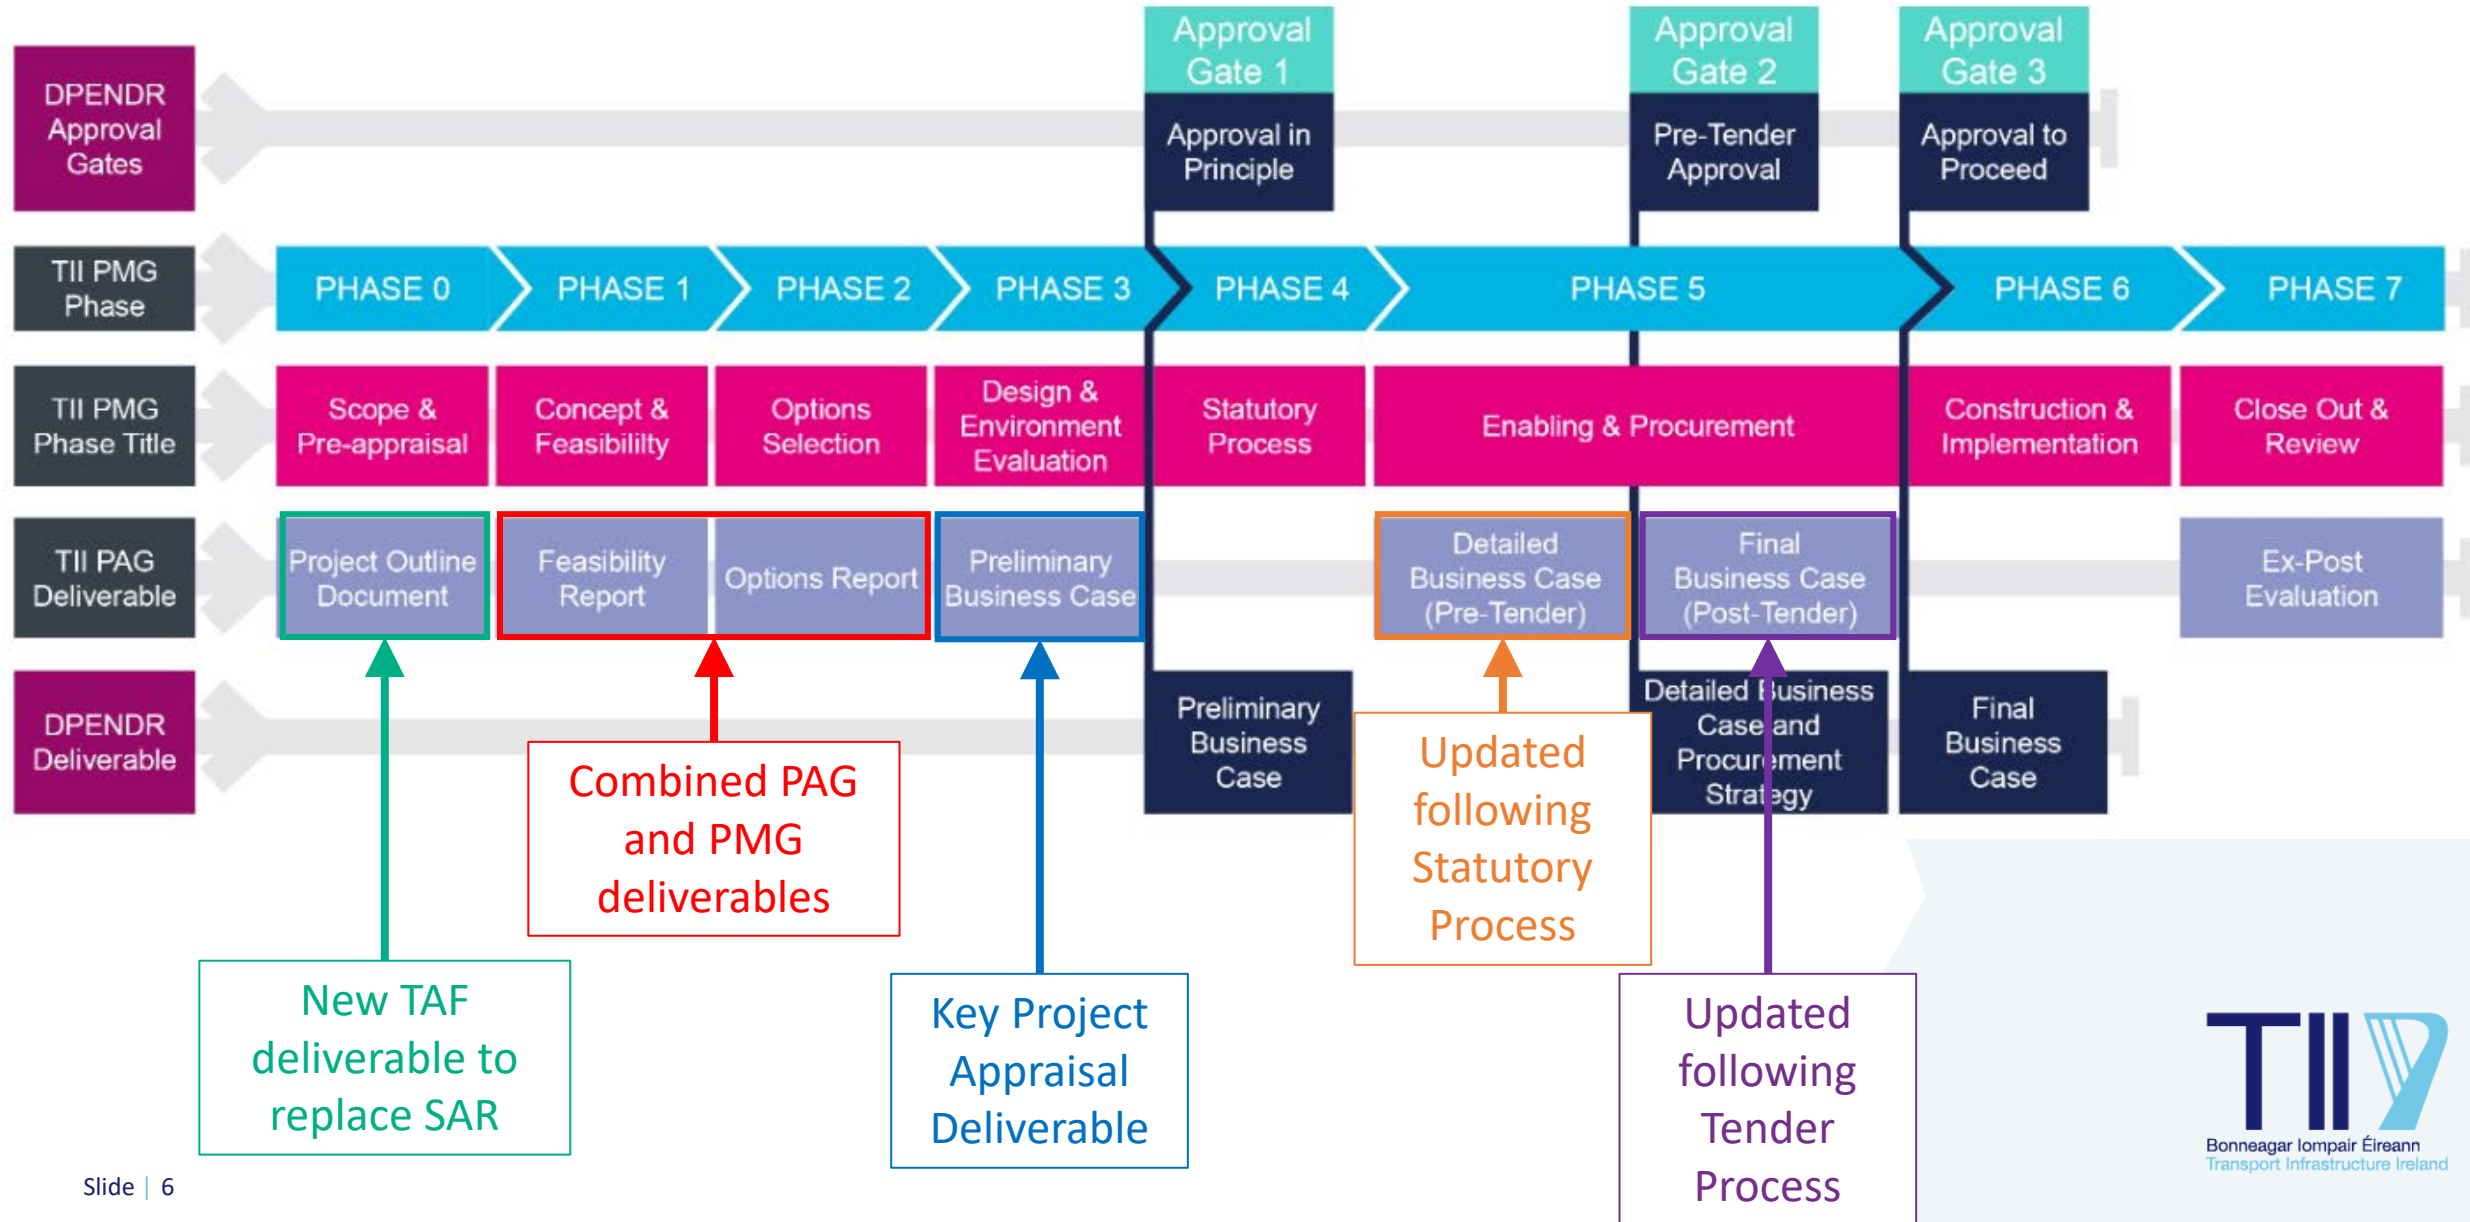 Approval
Gate 1
Approval
Gate 2
Approval
Gate 3
DPENDR
Approval
Gates
Approval in
Principle
Pre-Tender
Approval
Approval to
Proceed
TII PMG
Phase
PHASE 0
PHASE 1
PHASE 2
PHASE 3
PHASE 4
PHASE 5
PHASE 6
PHASE 7
TII PMG
Phase Title
Scope &
Pre-appraisal
Concept &
Feasibililty
Options
Selection
Design &
Environment
Evaluation
Statutory
Process
Enabling & Procurement
Construction &
Implementation
Close Out &
Review
TII PAG
Deliverable
Project Outline
Document
Feasibility
Report
Options Report
Preliminary
Business Case
Detailed
Business Case
(Pre-Tender)
Final
Business Case
(Post-Tender)
Ex-Post
Evaluation
DPENDR
Deliverable
Preliminary
Business
Case
Detailed Business
Case and
Procurement
Strategy
Final
Business
Case
Combined PAG
and PMG
deliverables
Updated
following
Statutory
Process
New TAF
deliverable to
replace SAR
Key Project
Appraisal
Deliverable
Updated
following
Tender
Process
TII
Bonneagar Iompair Éireann
Transport Infrastructure Ireland
Slide | 6